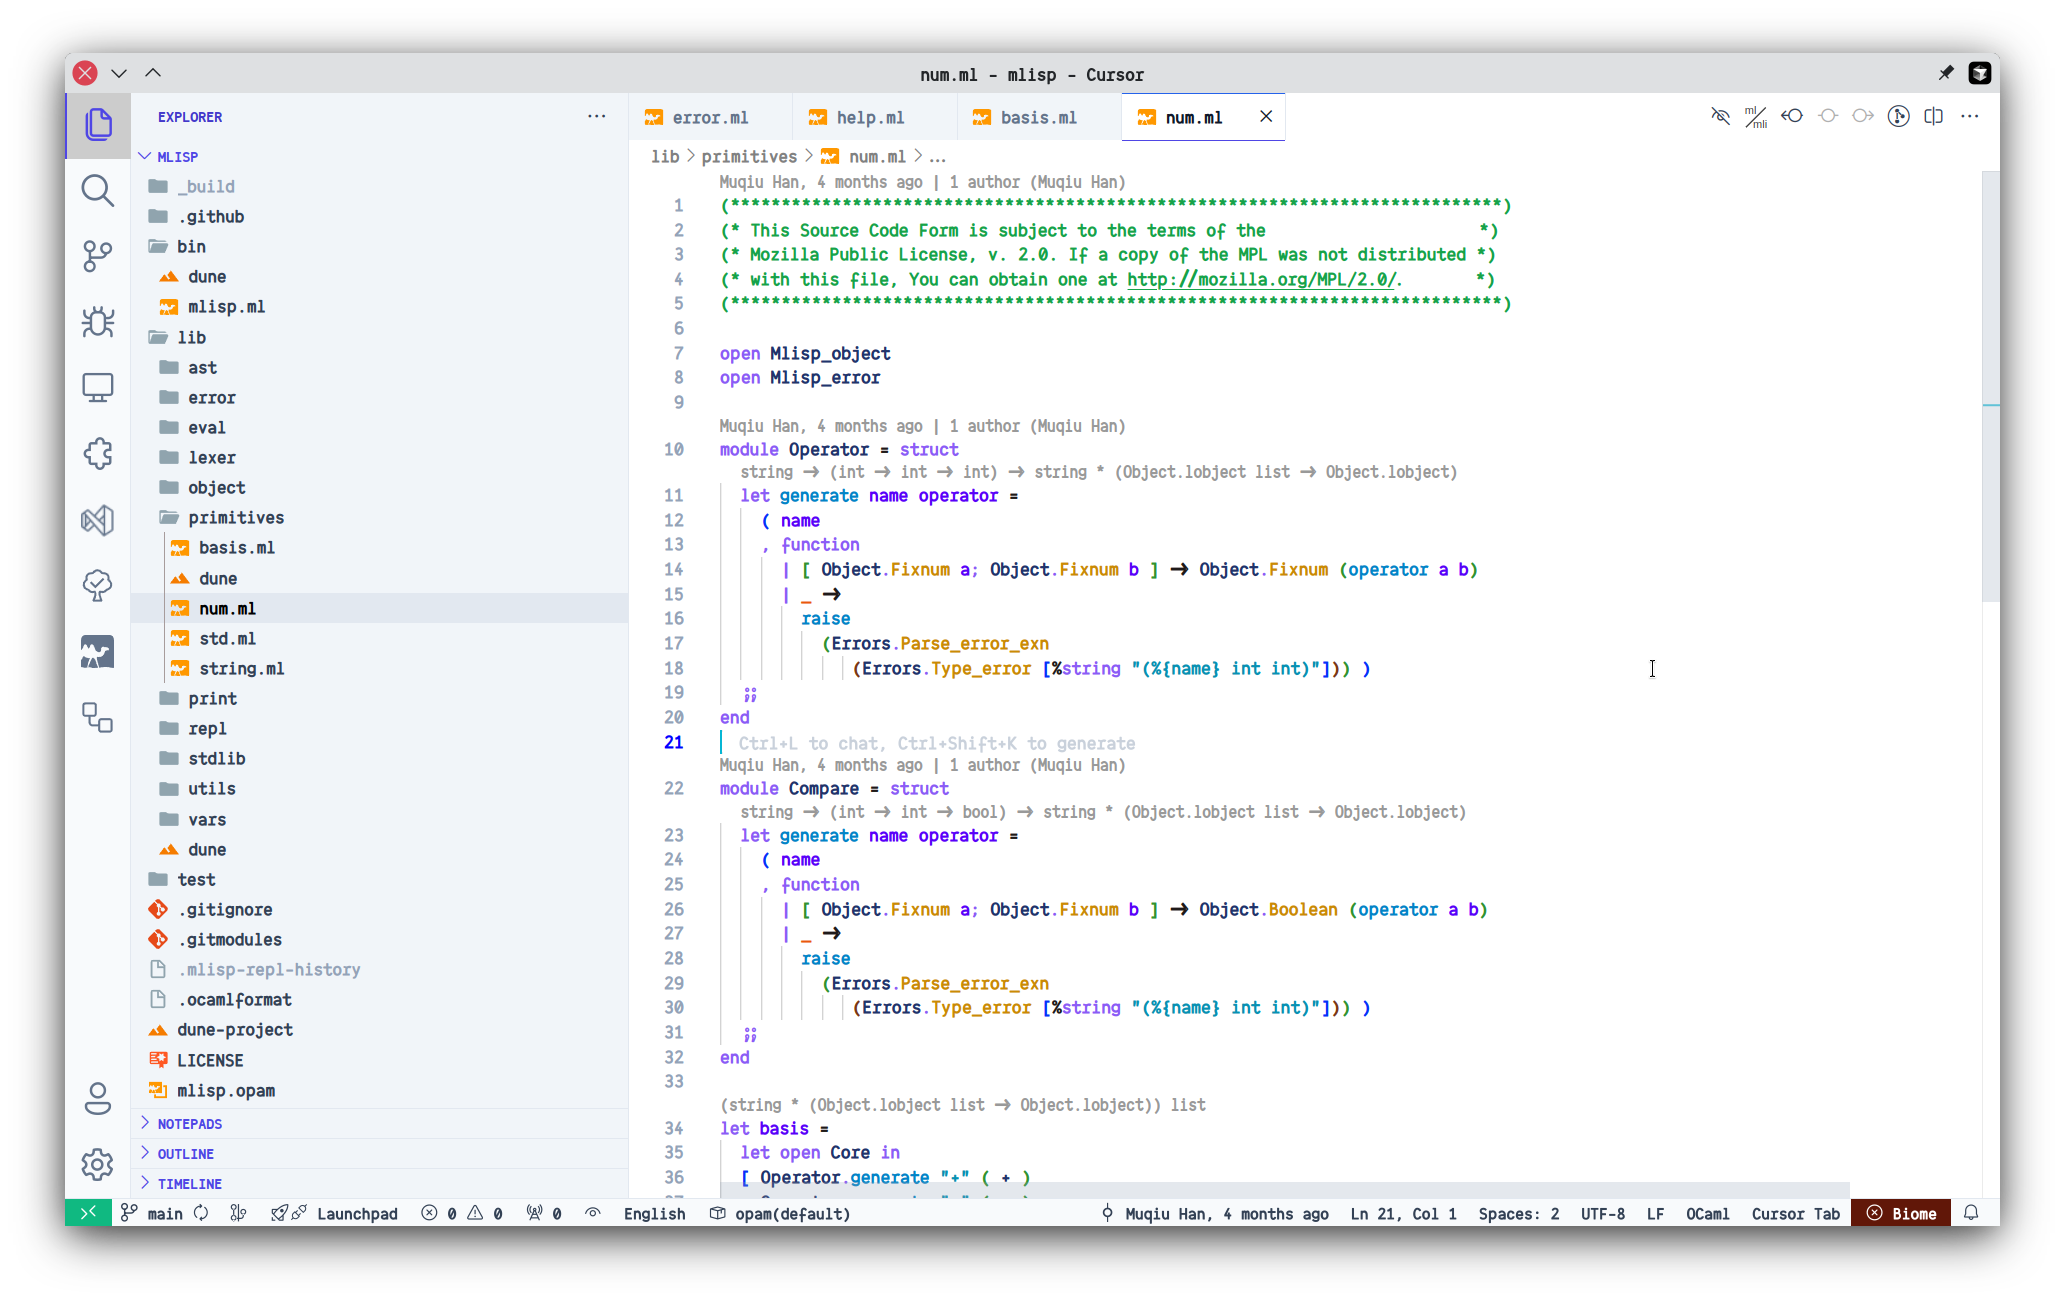 num.ml - mlisp - Cursor
EXPLORER
MLISP
_build
.github
bin
dune
mlisp.ml
lib
ast
error
eval
lexer
object
primitives
basis.ml
dune
num.ml
std.ml
string.ml
print
repl
stdlib
utils
vars
dune
test
.gitignore
.gitmodules
.mlisp-repl-history
.ocamlformat
dune-project
LICENSE
mlisp.opam
NOTEPADS
OUTLINE
TIMELINE
error.ml help.ml basis.ml num.ml
ml/mli
lib > primitives > num.ml > ...
Muqiu Han, 4 months ago | 1 author (Muqiu Han)
1 (******************************************************************************)
2 (* This Source Code Form is subject to the terms of the                      *)
3 (* Mozilla Public License, v. 2.0. If a copy of the MPL was not distributed *)
4 (* with this file, You can obtain one at http://mozilla.org/MPL/2.0/.        *)
5 (******************************************************************************)
6
7 open Mlisp_object
8 open Mlisp_error
9
Muqiu Han, 4 months ago | 1 author (Muqiu Han)
10 module Operator = struct
string → (int → int → int) → string * (Object.lobject list → Object.lobject)
11 let generate name operator =
12 ( name
13 , function
14 | [ Object.Fixnum a; Object.Fixnum b ] → Object.Fixnum (operator a b)
15 | _ →
16 raise
17 (Errors.Parse_error_exn
18 (Errors.Type_error [%string "(%{name} int int)"])) )
19 ;;
20 end
21 Ctrl+L to chat, Ctrl+Shift+K to generate
Muqiu Han, 4 months ago | 1 author (Muqiu Han)
22 module Compare = struct
string → (int → int → bool) → string * (Object.lobject list → Object.lobject)
23 let generate name operator =
24 ( name
25 , function
26 | [ Object.Fixnum a; Object.Fixnum b ] → Object.Boolean (operator a b)
27 | _ →
28 raise
29 (Errors.Parse_error_exn
30 (Errors.Type_error [%string "(%{name} int int)"])) )
31 ;;
32 end
33
(string * (Object.lobject list → Object.lobject)) list
34 let basis =
35 let open Core in
36 [ Operator.generate "+" ( + )
main Launchpad 0 0 0 English opam(default) Muqiu Han, 4 months ago Ln 21, Col 1 Spaces: 2 UTF-8 LF OCaml Cursor Tab Biome